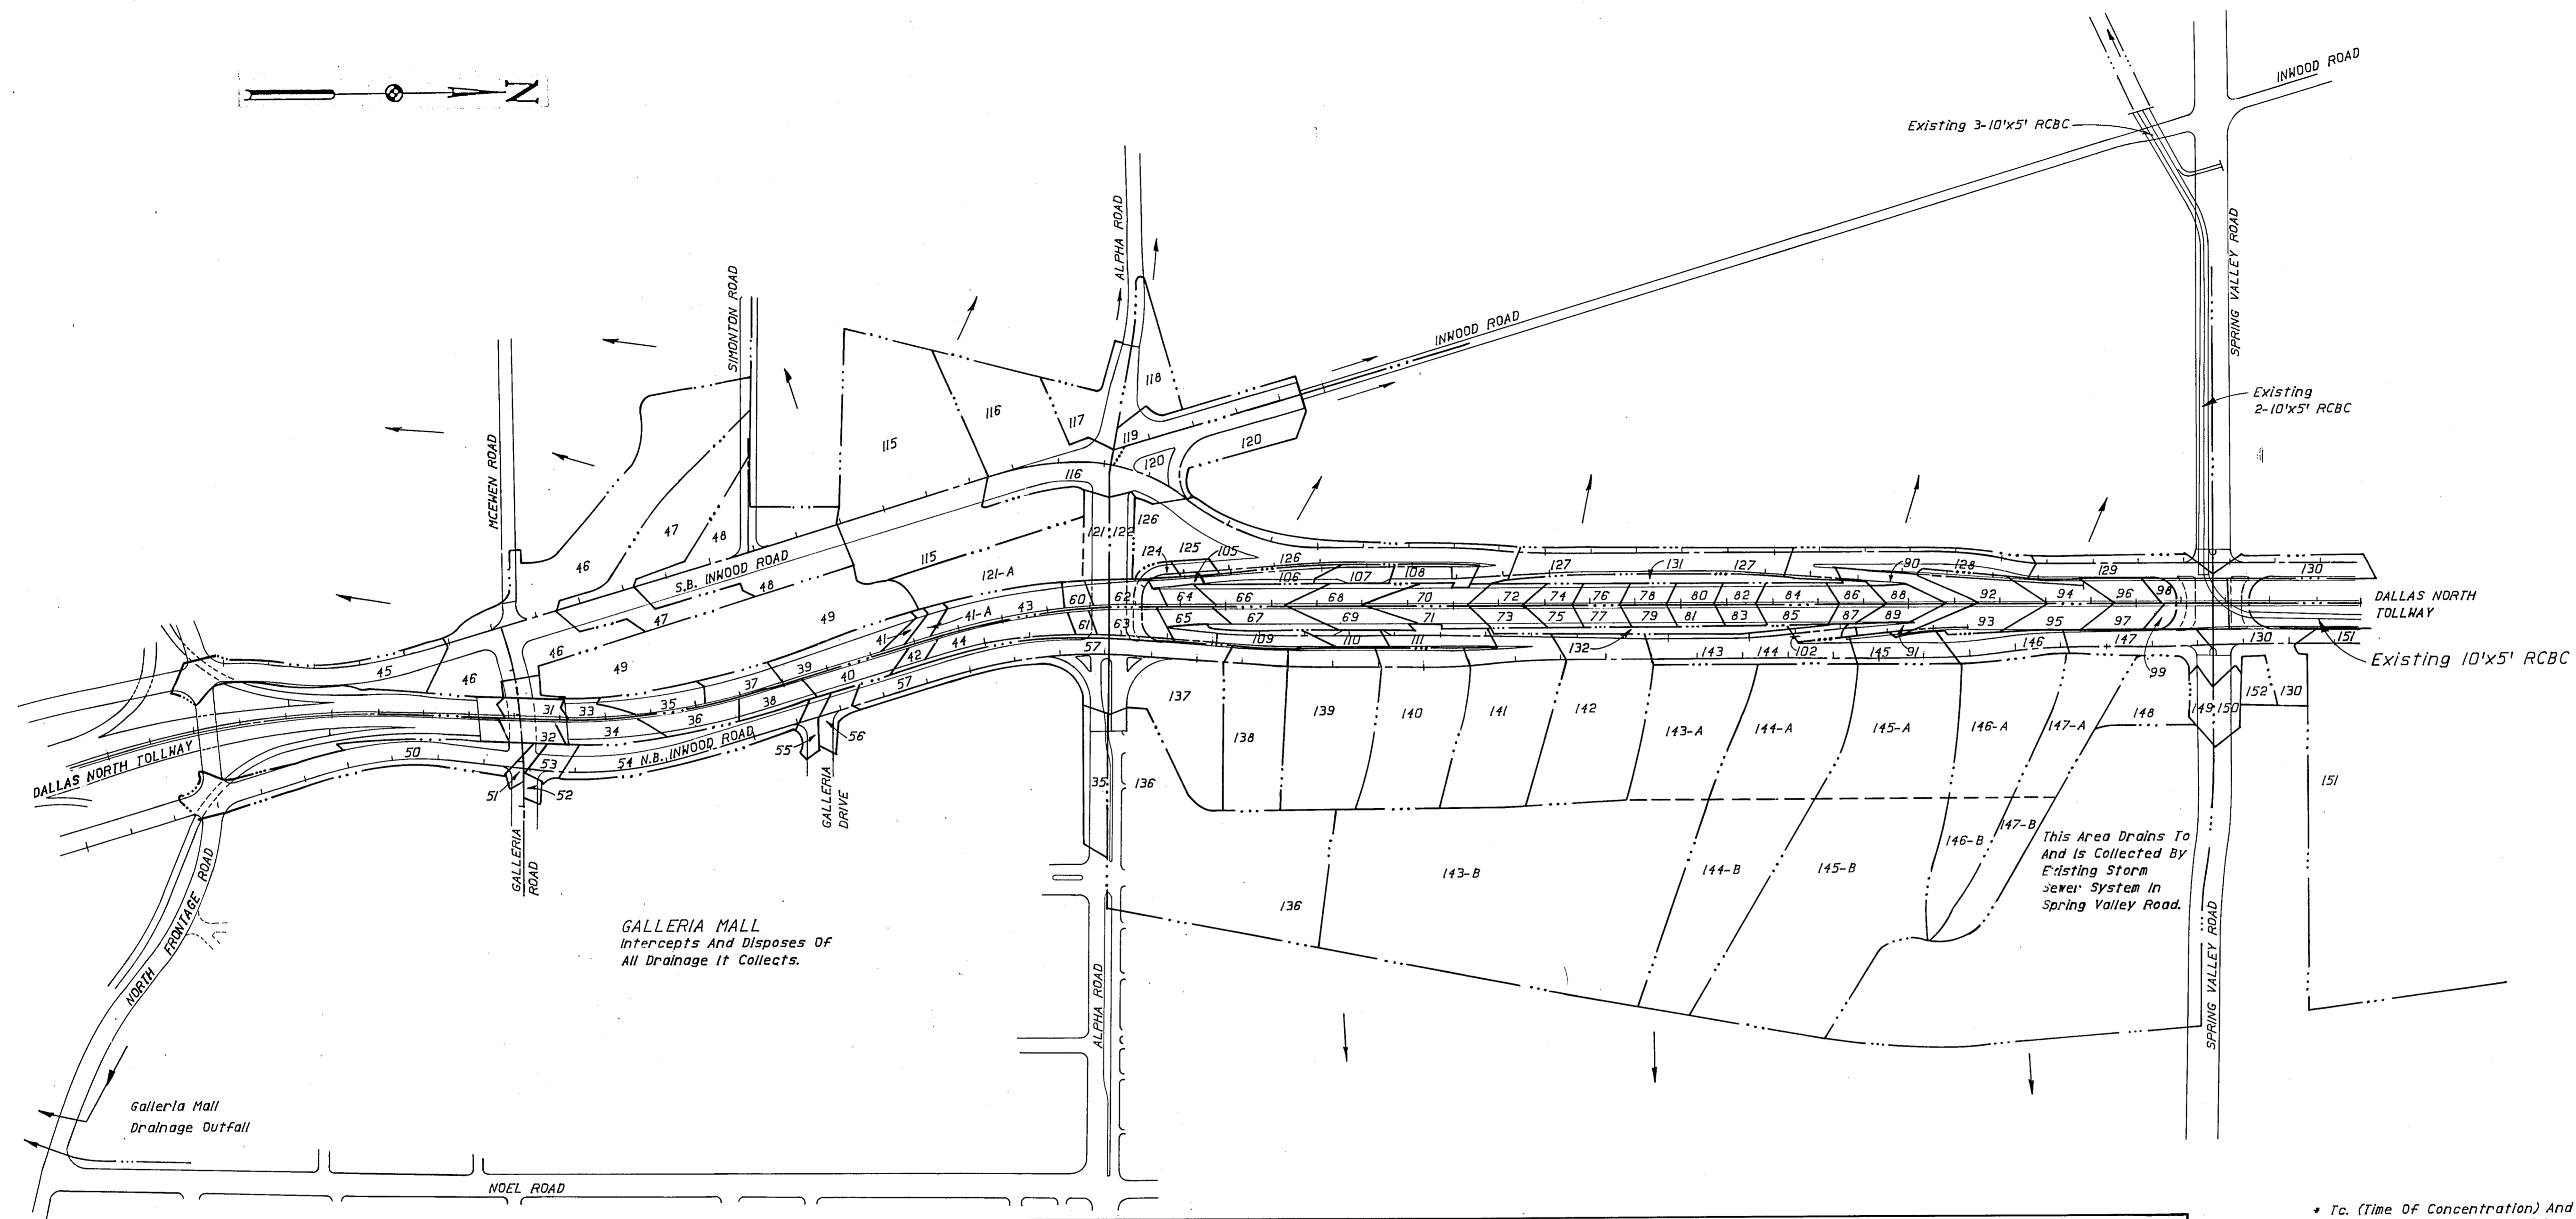 N
INWOOD ROAD
Existing 3-10'x5' RCBC
ALPHA ROAD
SPRING VALLEY ROAD
SIMONTON ROAD
INWOOD ROAD
Existing
2-10'x5' RCBC
MCEWEN ROAD
118
117
116
115
119
120
120
116
47
48
46
121
122
126
S.B. INWOOD ROAD
48
47
115
121-A
124
125
105
126
127
131
127
90
128
129
130
106
107
108
49
46
49
45
46
41
41-A
43
60
62
64
66
68
70
72
74
76
78
80
82
84
86
88
92
94
96
98
DALLAS NORTH
TOLLWAY
61
63
65
67
69
71
73
75
77
79
81
83
85
87
89
93
95
97
39
37
35
33
31
44
42
40
38
36
34
32
57
57
109
110
111
132
143
144
102
145
91
146
147
99
130
151
Existing 10'x5' RCBC
DALLAS NORTH TOLLWAY
50
51
52
53
54
N.B. INWOOD ROAD
55
56
GALLERIA
ROAD
GALLERIA
DRIVE
137
138
139
140
141
142
143-A
144-A
145-A
146-A
147-A
148
149
150
152
130
35
136
151
136
143-B
144-B
145-B
146-B
147-B
This Area Drains To
And Is Collected By
Existing Storm
Sewer System In
Spring Valley Road.
NORTH FRONTAGE ROAD
GALLERIA MALL
Intercepts And Disposes Of
All Drainage It Collects.
ALPHA ROAD
SPRING VALLEY ROAD
Galleria Mall
Drainage Outfall
NOEL ROAD
* Tc. (Time Of Concentration) And